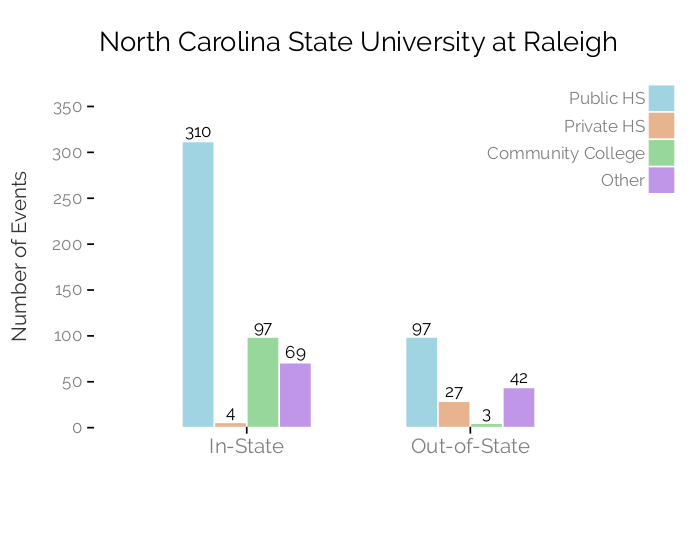 North Carolina State University at Raleigh
Public HS
Private HS
Community College
Other
Number of Events
350
300
250
200
150
100
50
0
310
4
97
69
97
27
3
42
In-State
Out-of-State